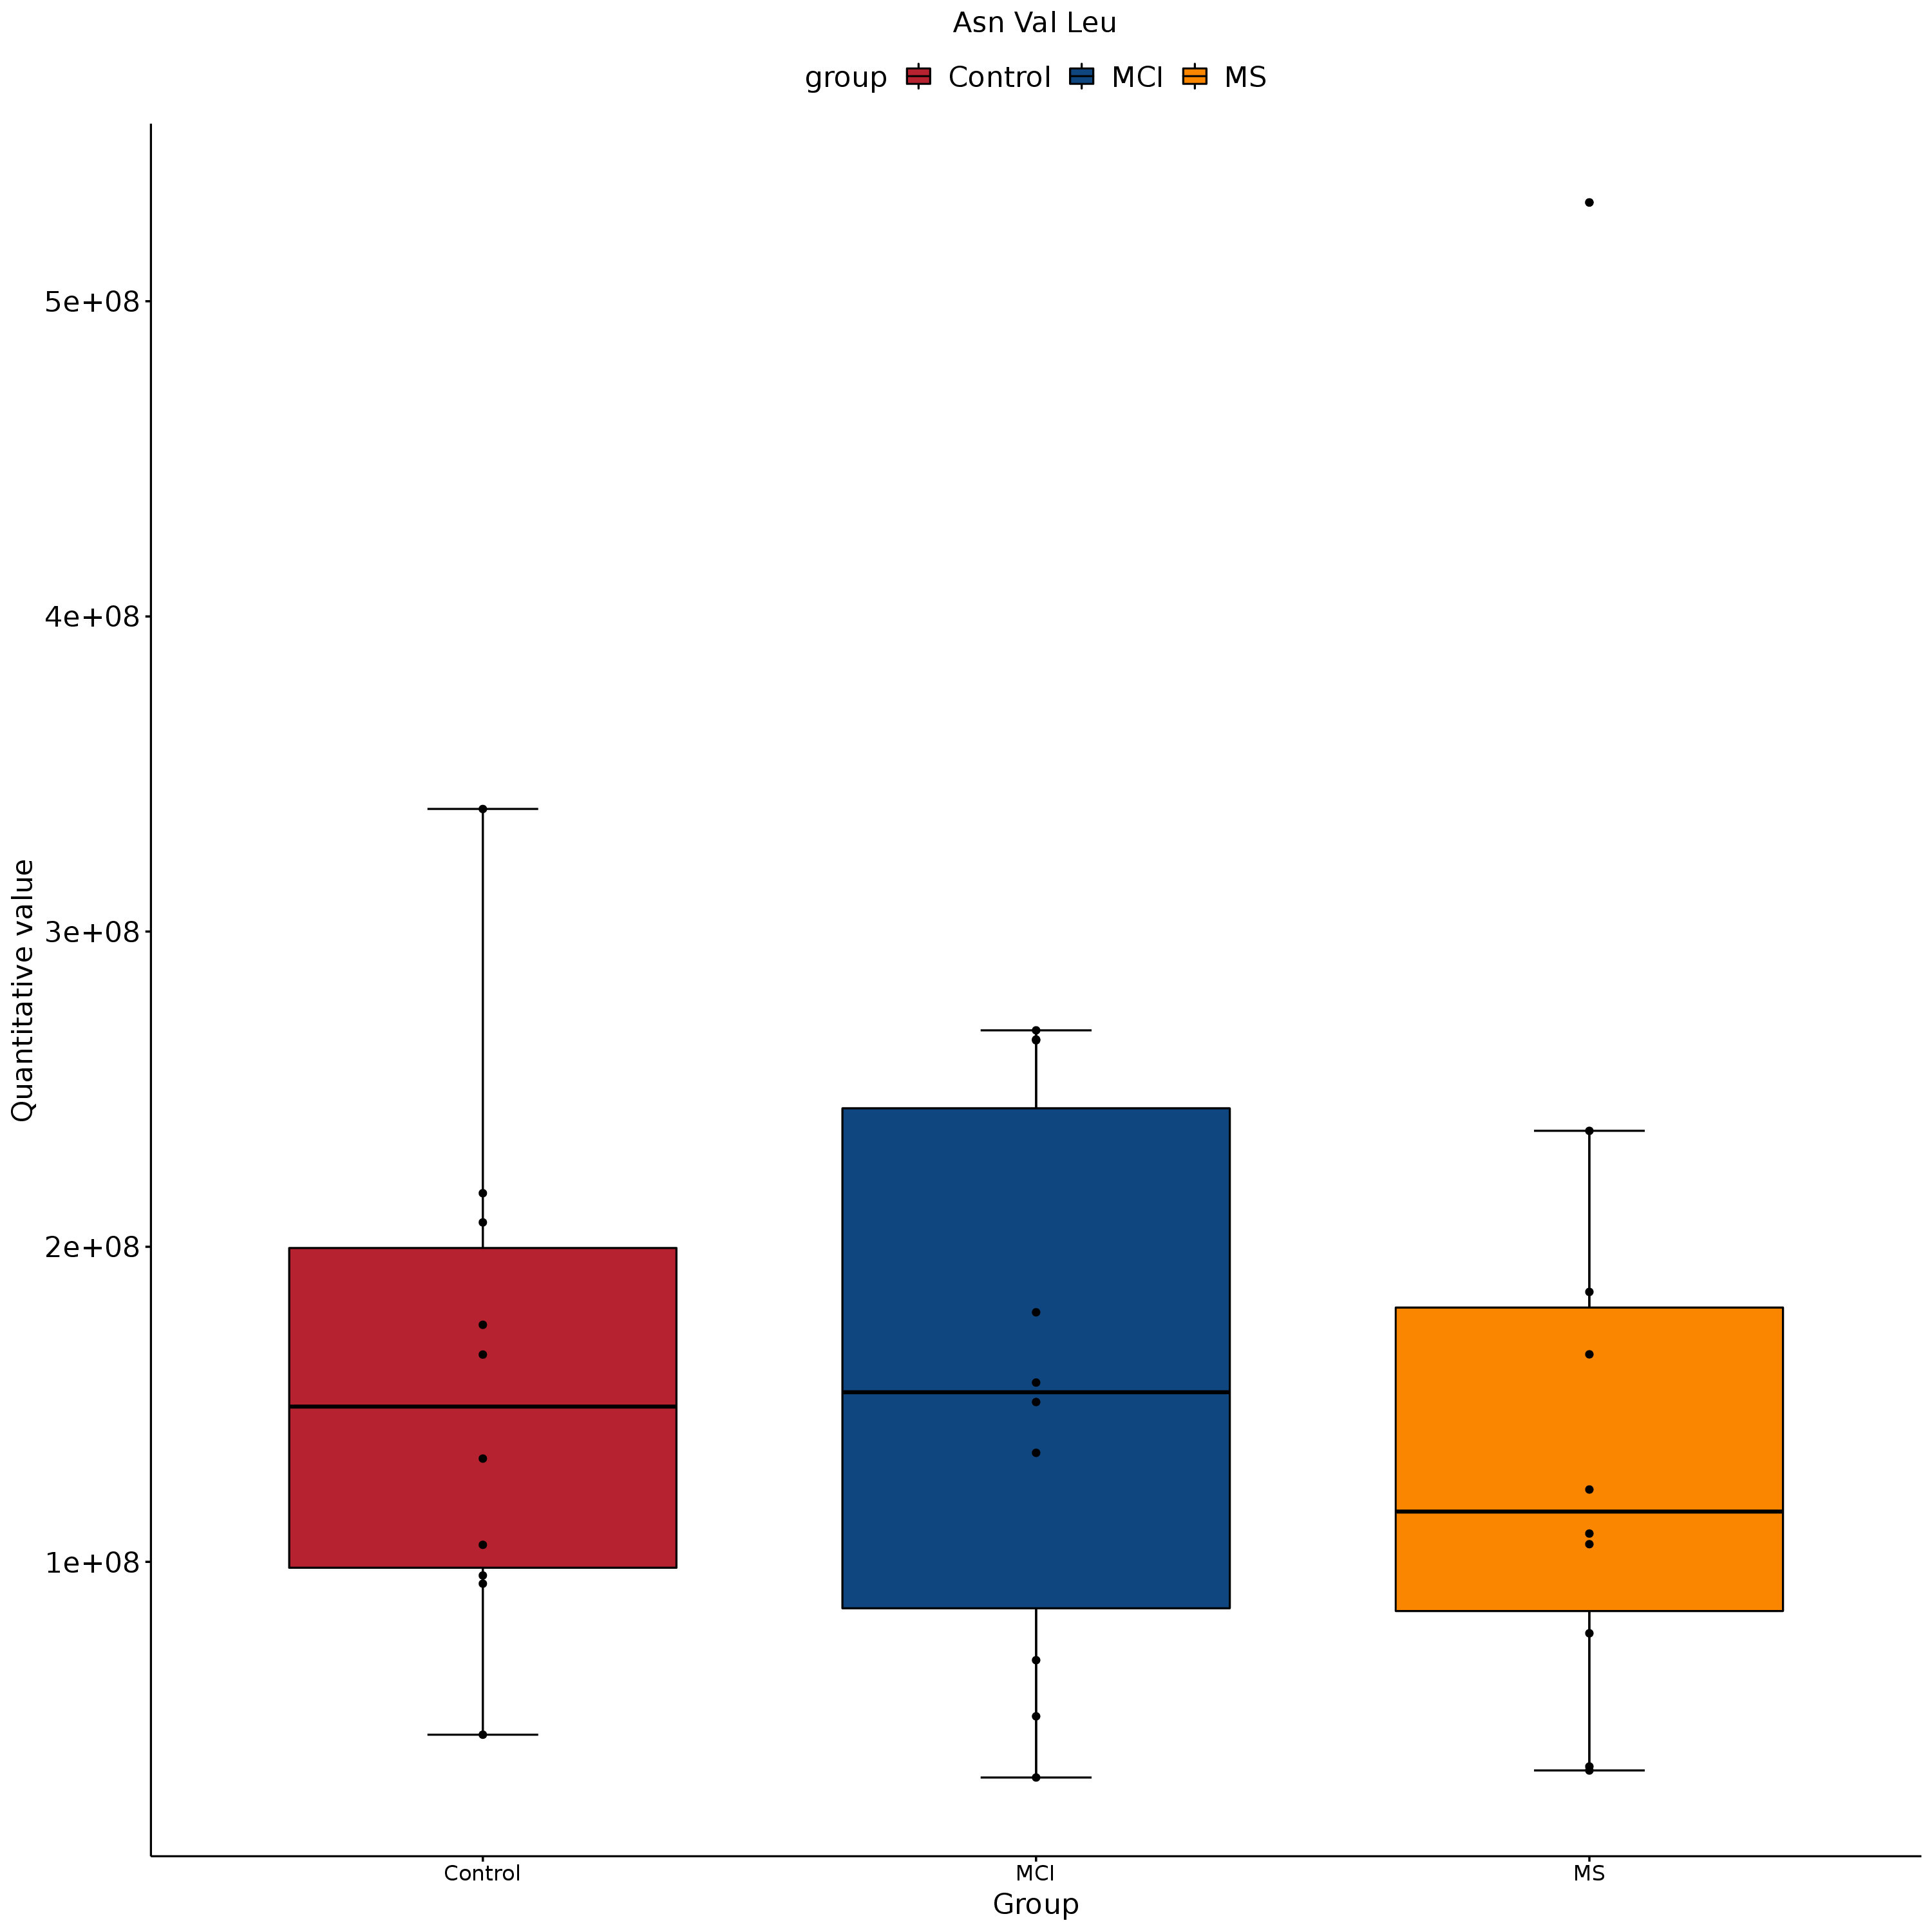 Asn Val Leu
group Control MCI MS
5e+08
4e+08
3e+08
2e+08
1e+08
Quantitative value
Control MCI MS
Group